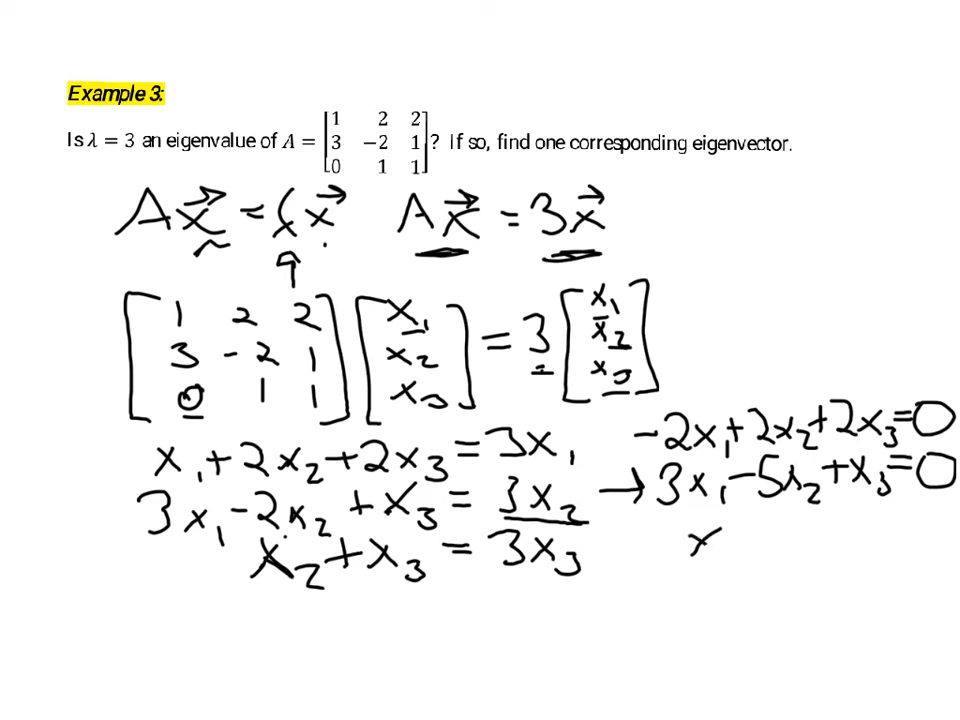 Example 3:
Is λ = 3 an eigenvalue of A = [1 2 2; 3 −2 1; 0 1 1]? If so, find one corresponding eigenvector.
Ax⃗ = x⃗ Ax⃗ = 3x⃗
[1 2 2] [x₁] = 3 [x₁]
[3 -2 1] [x₂] [x₂]
[0 1 1] [x₃] [x₃]
x₁ + 2x₂ + 2x₃ = 3x₁
3x₁ - 2x₂ + x₃ = 3x₂
x₂ + x₃ = 3x₃
-2x₁ + 2x₂ + 2x₃ = 0
→ 3x₁ - 5x₂ + x₃ = 0
x